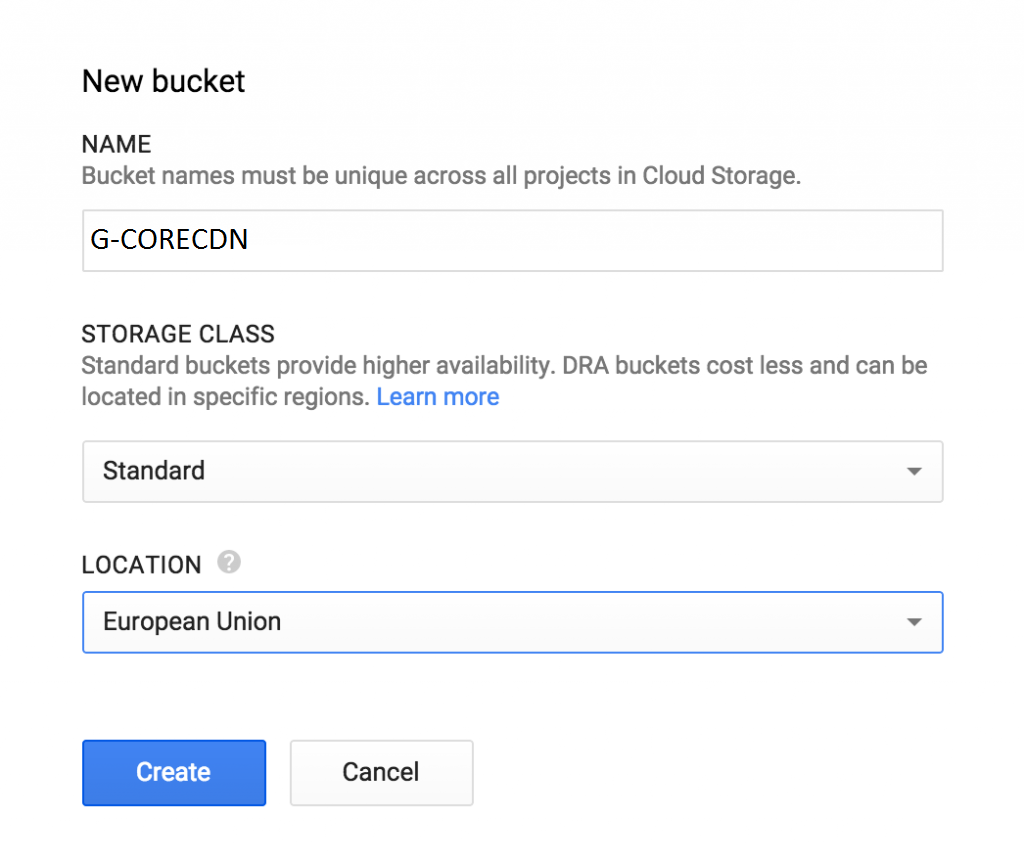 New bucket
NAME
Bucket names must be unique across all projects in Cloud Storage.
G-CORECDN
STORAGE CLASS
Standard buckets provide higher availability. DRA buckets cost less and can be
located in specific regions. Learn more
Standard
LOCATION ?
European Union
Create Cancel